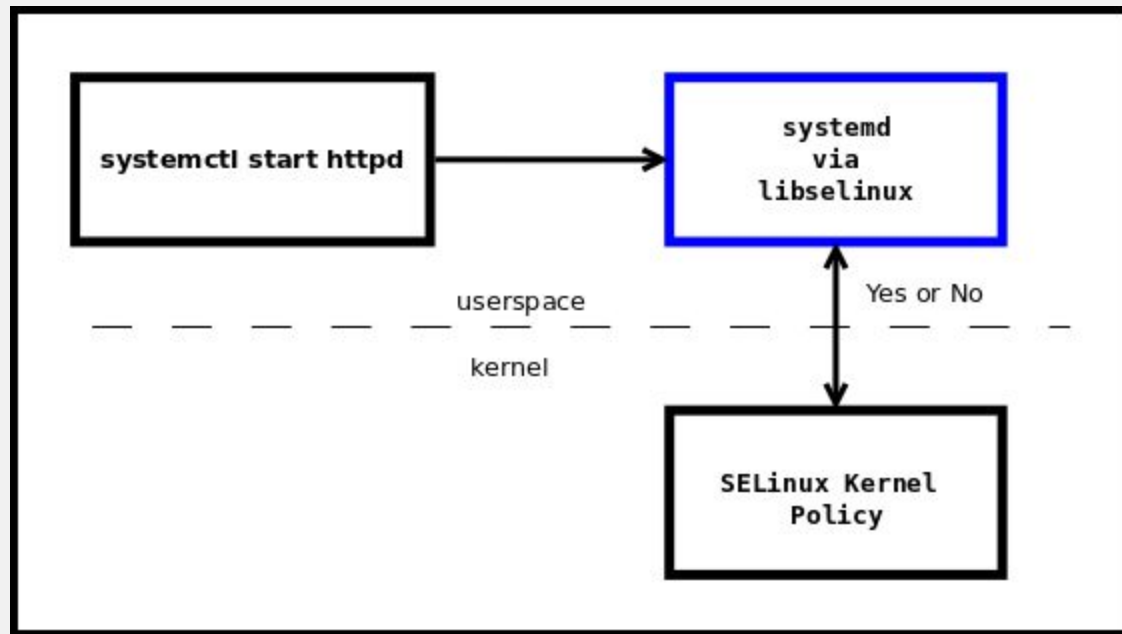 systemctl start httpd
systemd
via
libselinux
userspace
Yes or No
kernel
SELinux Kernel
Policy